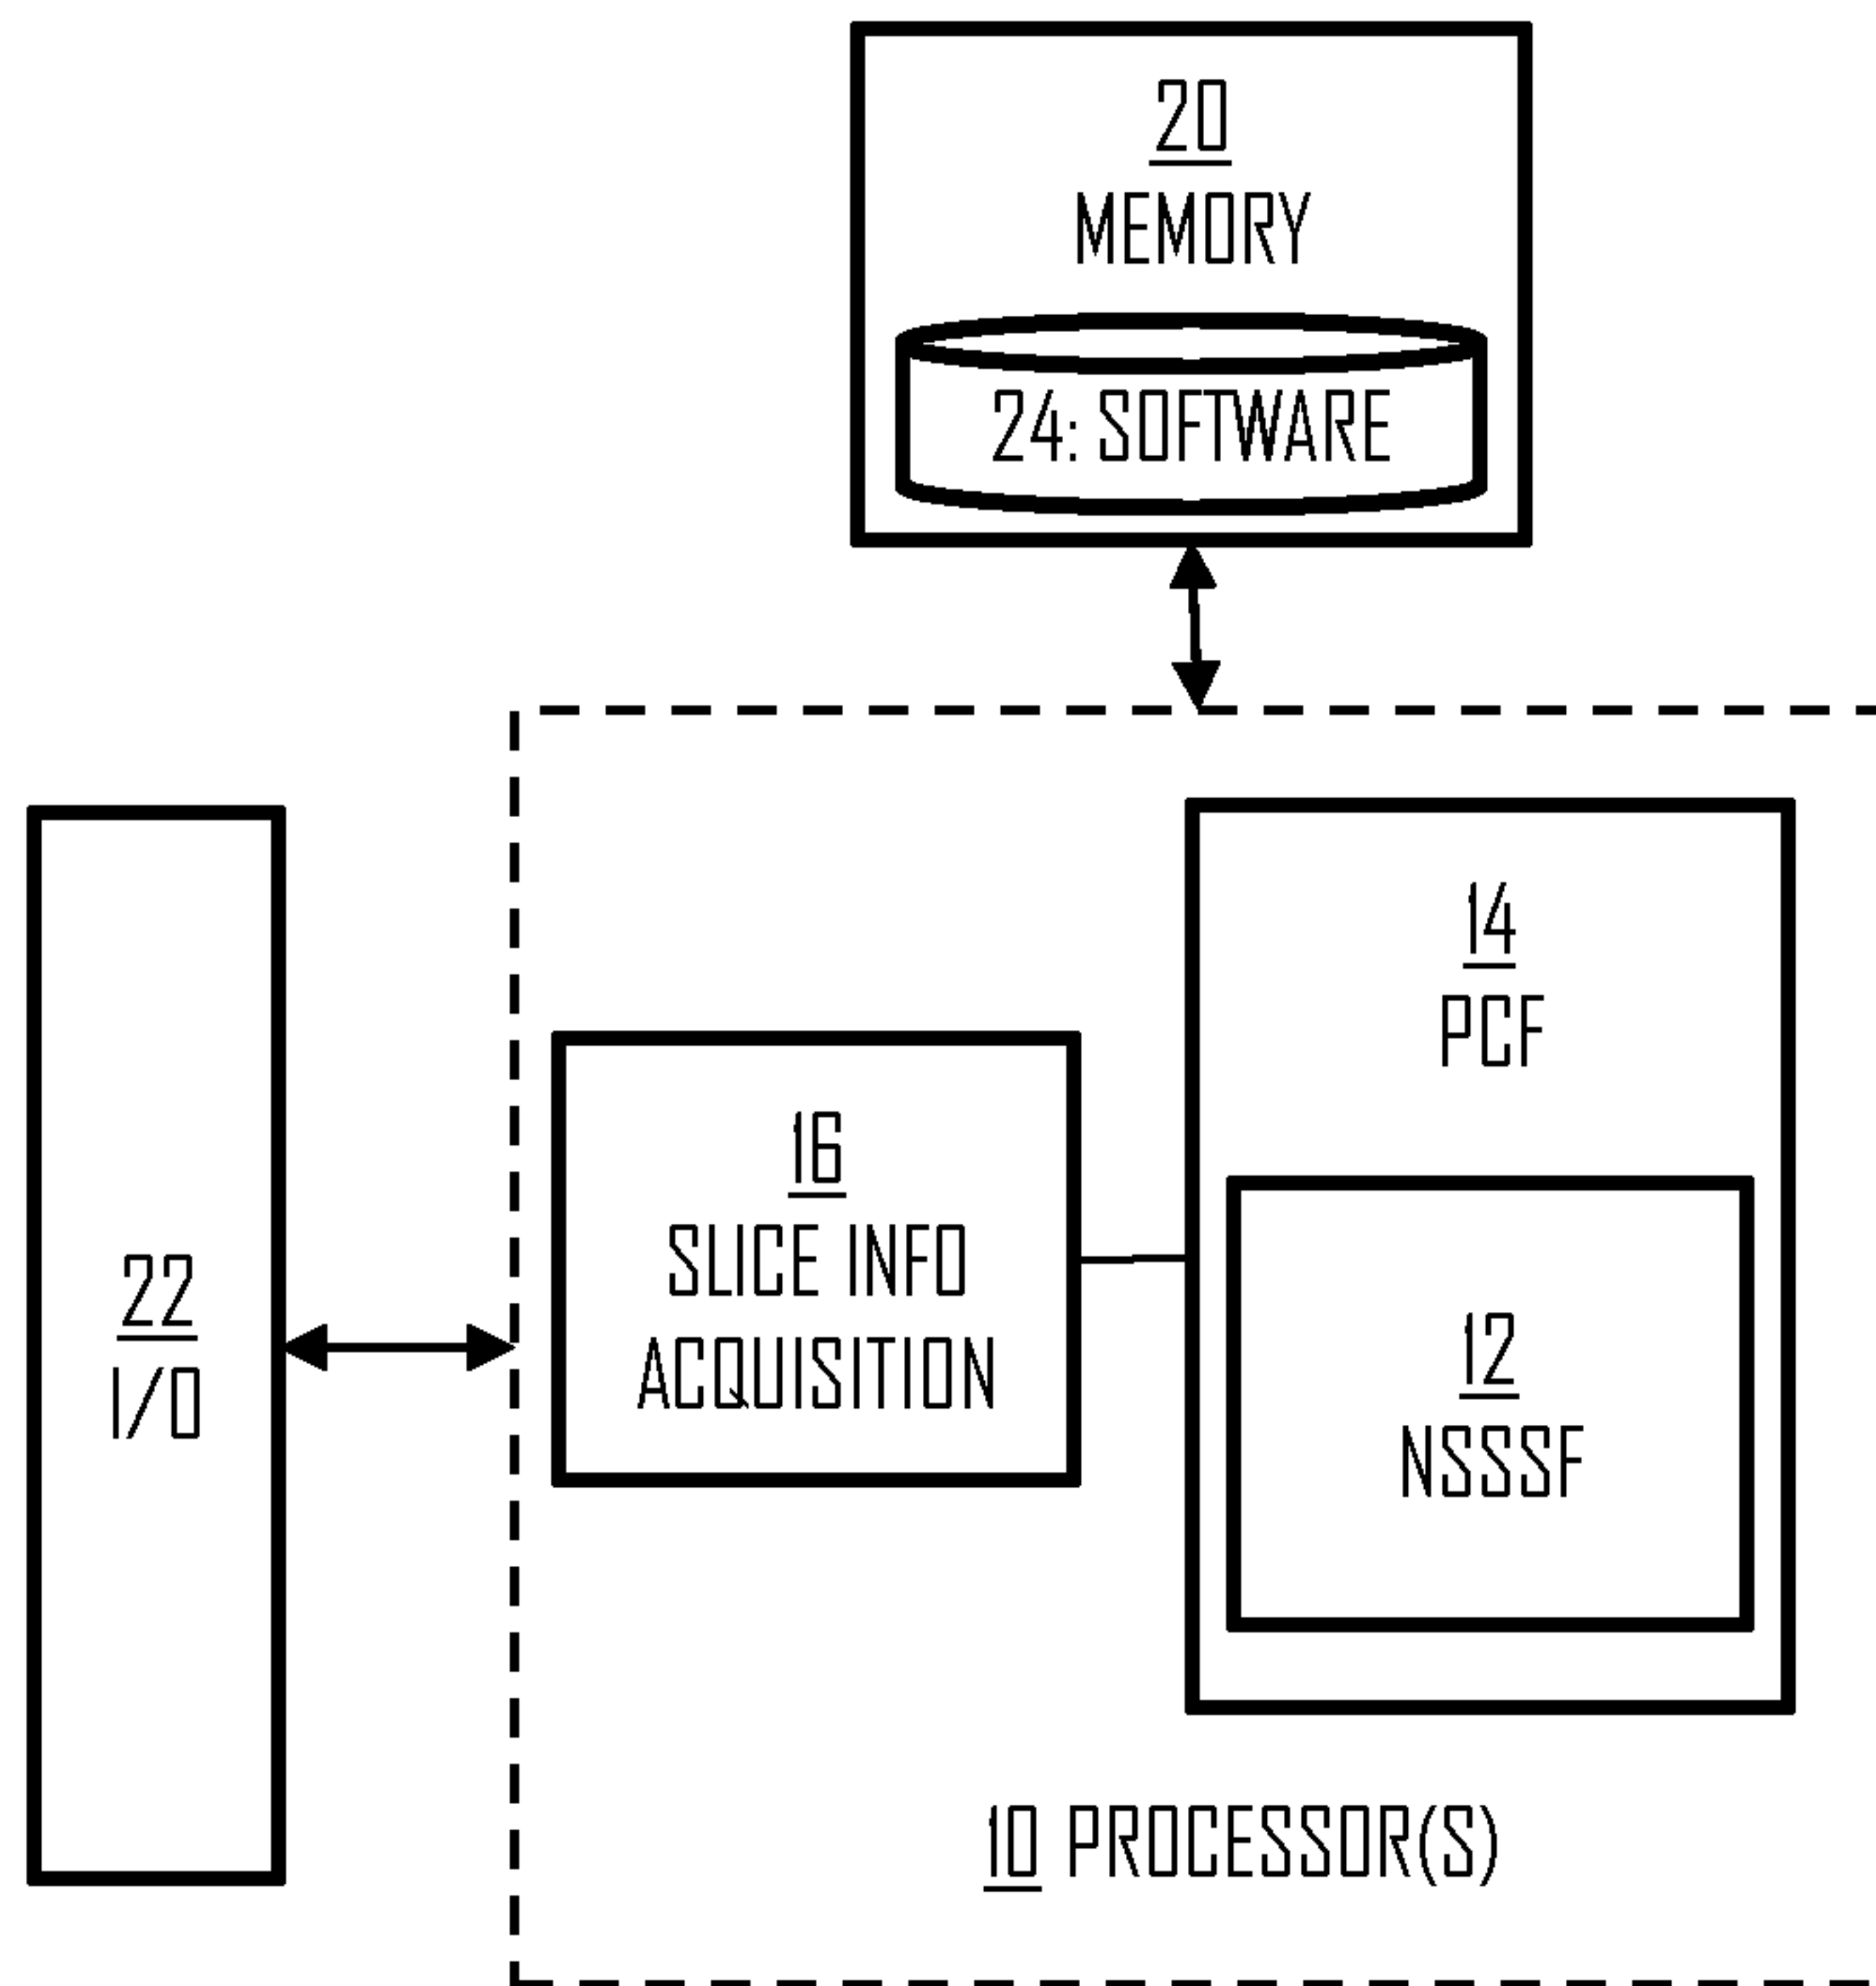 20
MEMORY
24: SOFTWARE
14
PCF
16
SLICE INFO
ACQUISITION
22
I/O
12
NSSSF
10 PROCESSOR(S)